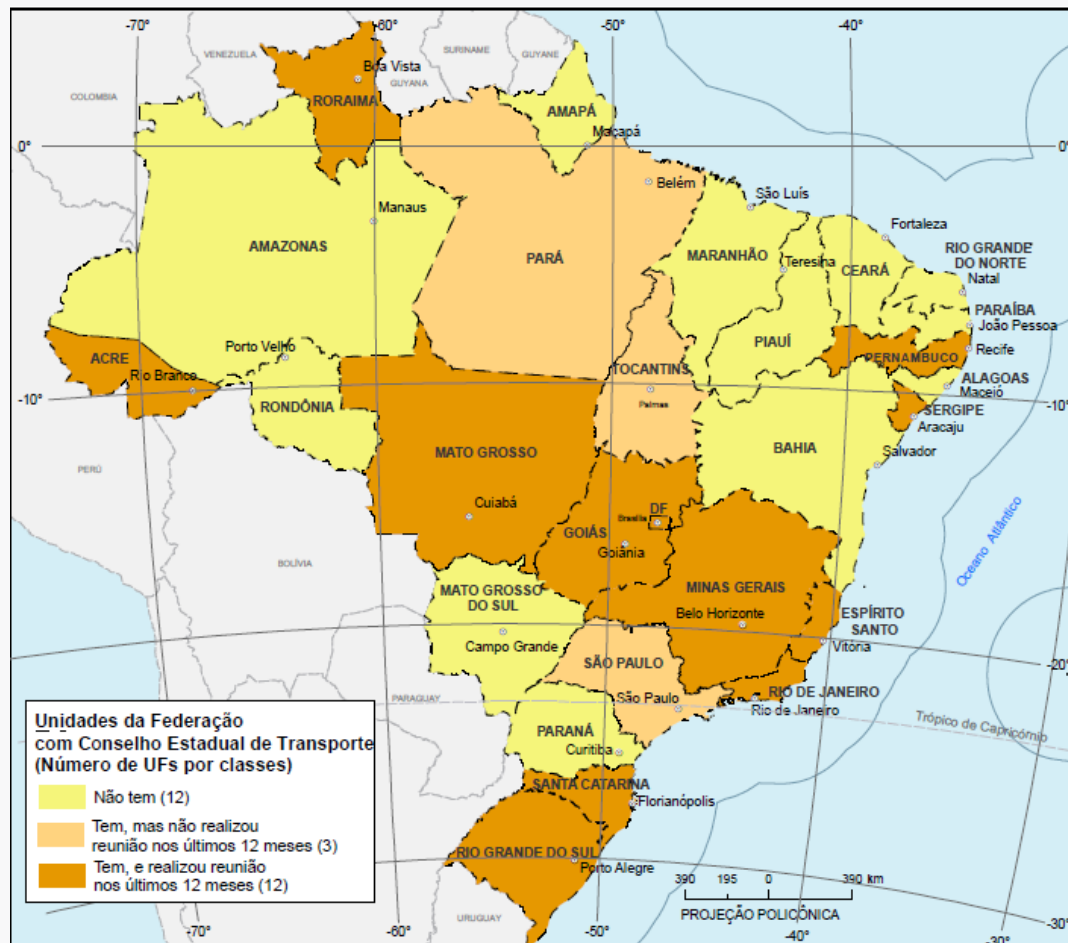 -70°
-60°
-50°
-40°
VENEZUELA
SURINAME
GUYANE
Boa Vista
GUYANA
COLOMBIA
RORAIMA
AMAPÁ
Macapá
0°
0°
Belém
São Luís
Manaus
Fortaleza
AMAZONAS
PARÁ
MARANHÃO
Teresina
CEARÁ
RIO GRANDE
DO NORTE
Natal
PARAÍBA
João Pessoa
PIAUÍ
ACRE
Porto Velho
PERNAMBUCO
Recife
Rio Branco
TOCANTINS
ALAGOAS
Maceió
Palmas
-10°
-10°
RONDÔNIA
SERGIPE
Aracaju
BAHIA
MATO GROSSO
Salvador
PERÚ
Cuiabá
DF
Brasília
GOIÁS
Goiânia
Oceano Atlântico
BOLÍVIA
MATO GROSSO
DO SUL
MINAS GERAIS
Belo Horizonte
ESPÍRITO
SANTO
Vitória
Campo Grande
-20°
SÃO PAULO
PARAGUAY
São Paulo
RIO DE JANEIRO
Rio de Janeiro
Trópico de Capricórnio
PARANÁ
Curitiba
SANTA CATARINA
Florianópolis
RIO GRANDE DO SUL
Porto Alegre
URUGUAY
Unidades da Federação
com Conselho Estadual de Transporte
(Número de UFs por classes)
Não tem (12)
Tem, mas não realizou
reunião nos últimos 12 meses (3)
Tem, e realizou reunião
nos últimos 12 meses (12)
390 195 0 390 km
PROJEÇÃO POLICÔNICA
-70°
-60°
-50°
-40°
-30°
-30°